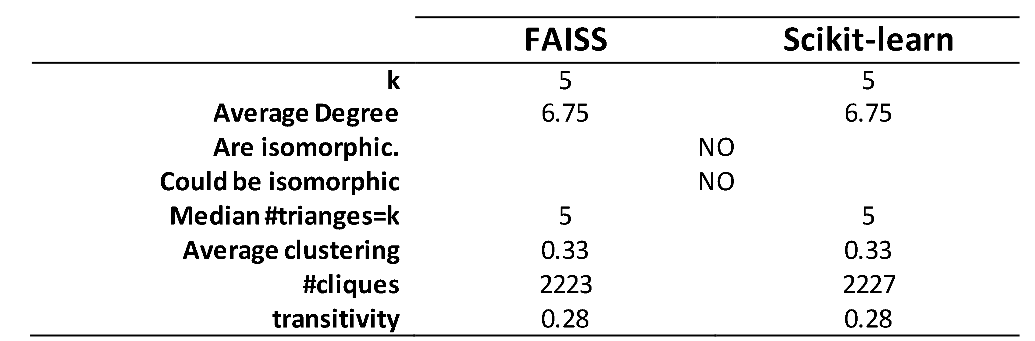 FAISS Scikit-learn
k 5 5
Average Degree 6.75 6.75
Are isomorphic. NO
Could be isomorphic NO
Median #trianges=k 5 5
Average clustering 0.33 0.33
#cliques 2223 2227
transitivity 0.28 0.28